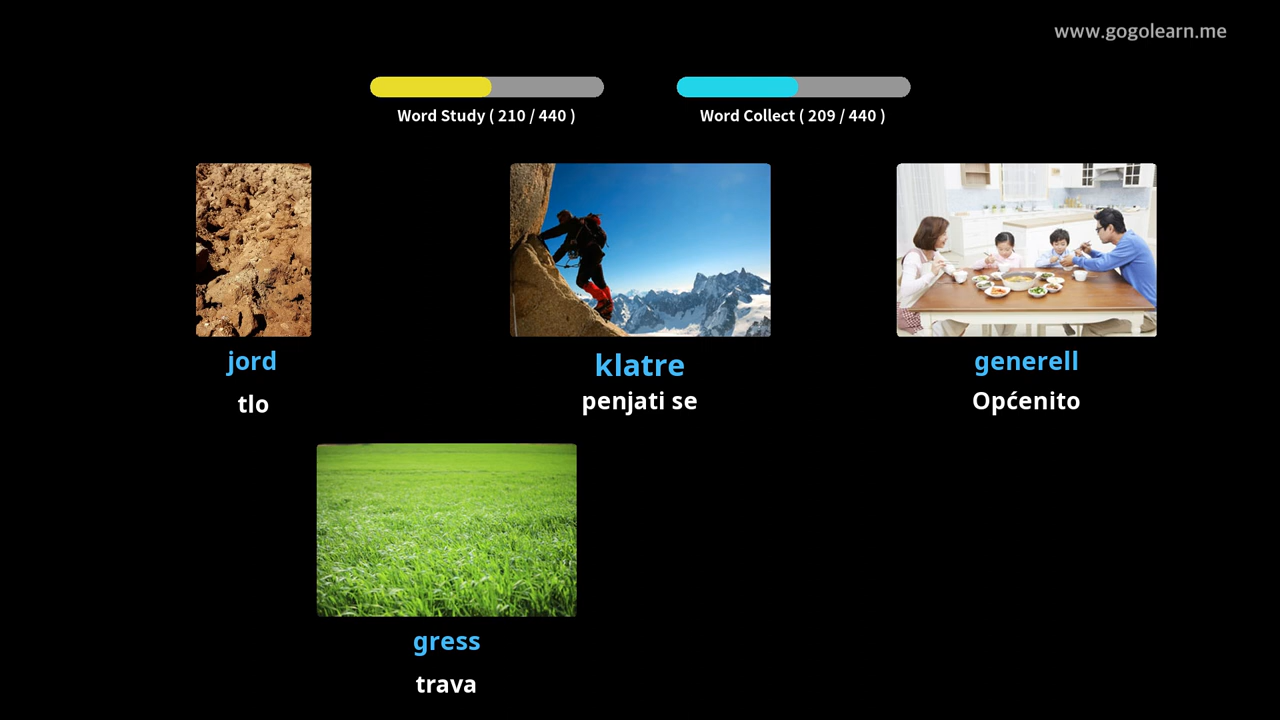 www.gogolearn.me
Word Study ( 210 / 440 )
Word Collect ( 209 / 440 )
jord
tlo
klatre
penjati se
generell
Općenito
gress
trava